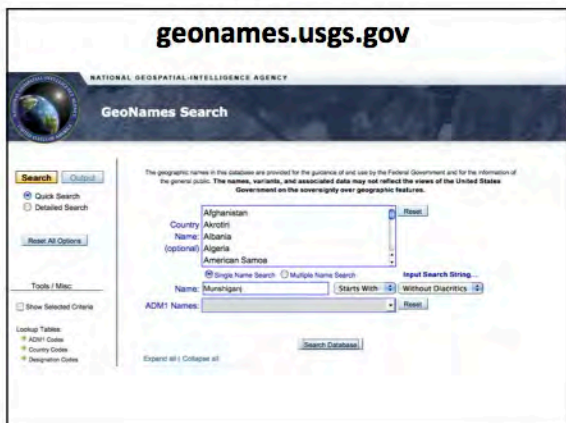 geonames.usgs.gov
NATIONAL GEOSPATIAL-INTELLIGENCE AGENCY
GeoNames Search
Search Output
Quick Search
Detailed Search
Reset All Options
Tools / Misc:
Show Selected Criteria
Lookup Tables:
ADM1 Codes
Country Codes
Designation Codes
The geographic names in this database are provided for the guidance of and use by the Federal Government and for the information of
the general public. The names, variants, and associated data may not reflect the views of the United States
Government on the sovereignty over geographic features.
Country
Name:
(optional)
Afghanistan
Akrotiri
Albania
Algeria
American Samoa
Reset
Single Name Search Multiple Name Search Input Search String...
Name: Munshiganj Starts With Without Diacritics
ADM1 Names: Reset
Search Database
Expand all | Collapse all